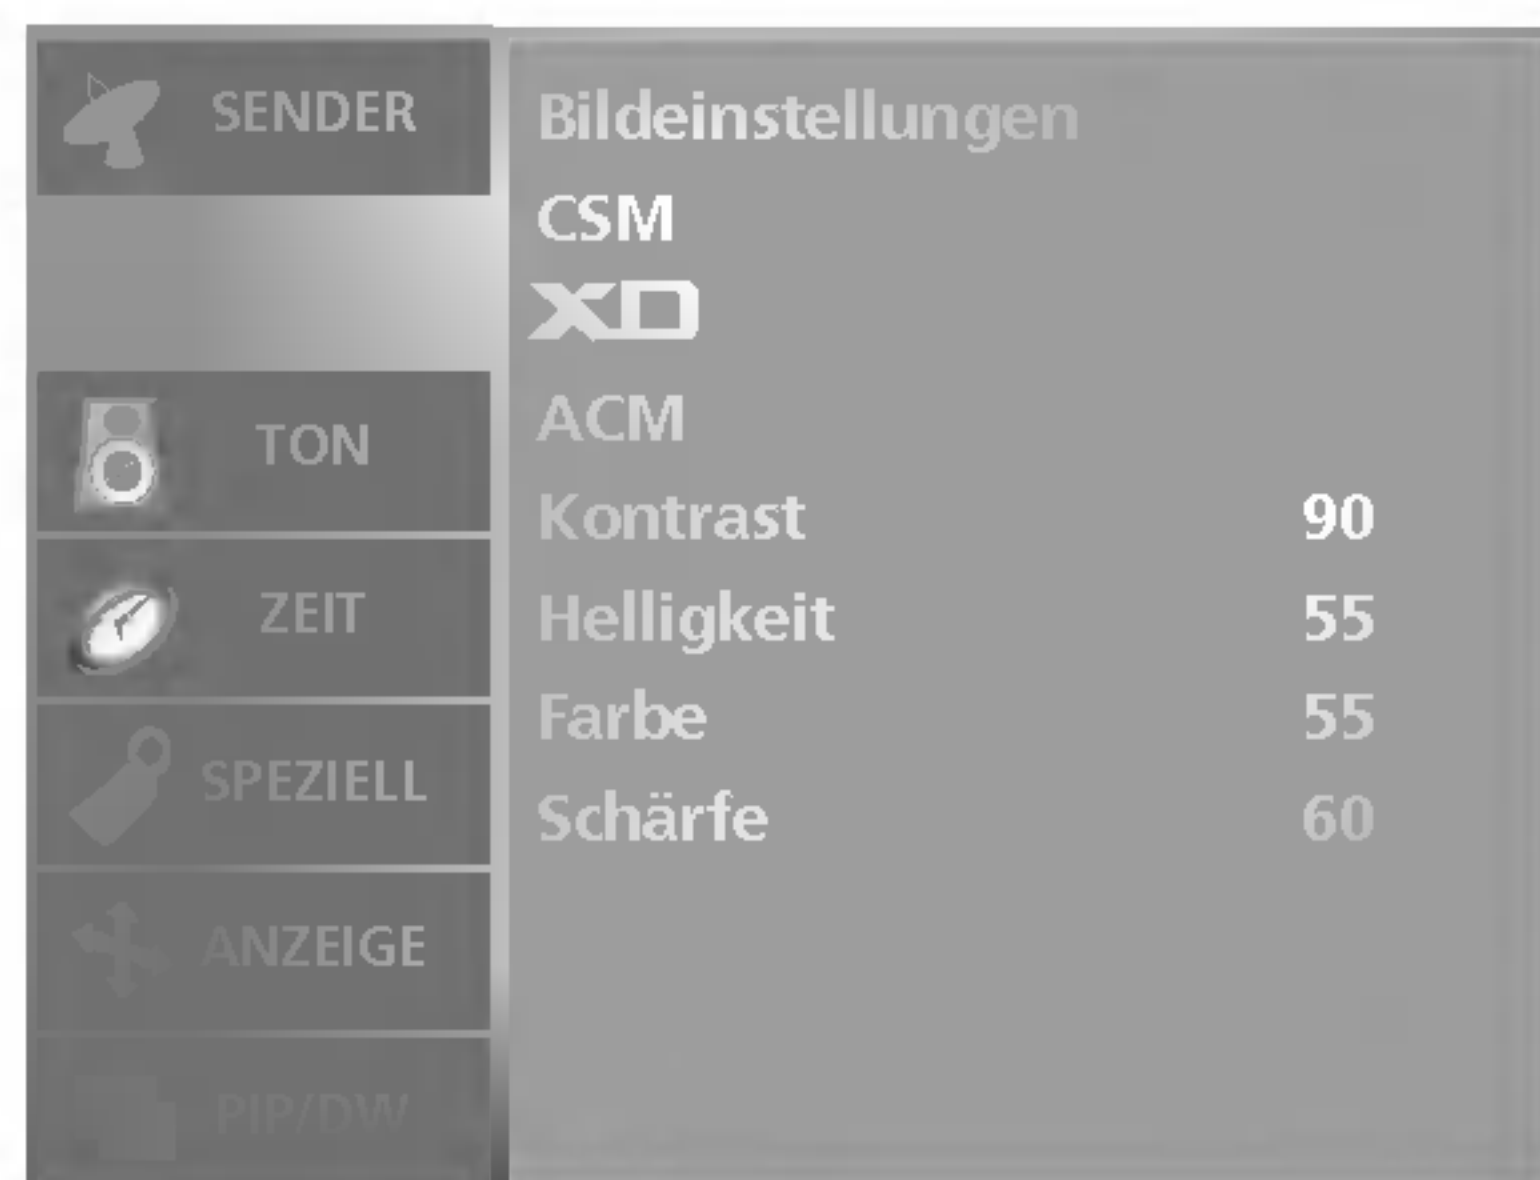 SENDER
TON
ZEIT
SPEZIELL
ANZEIGE
PIP/DW
Bildeinstellungen
CSM
XD
ACM
Kontrast 90
Helligkeit 55
Farbe 55
Schärfe 60